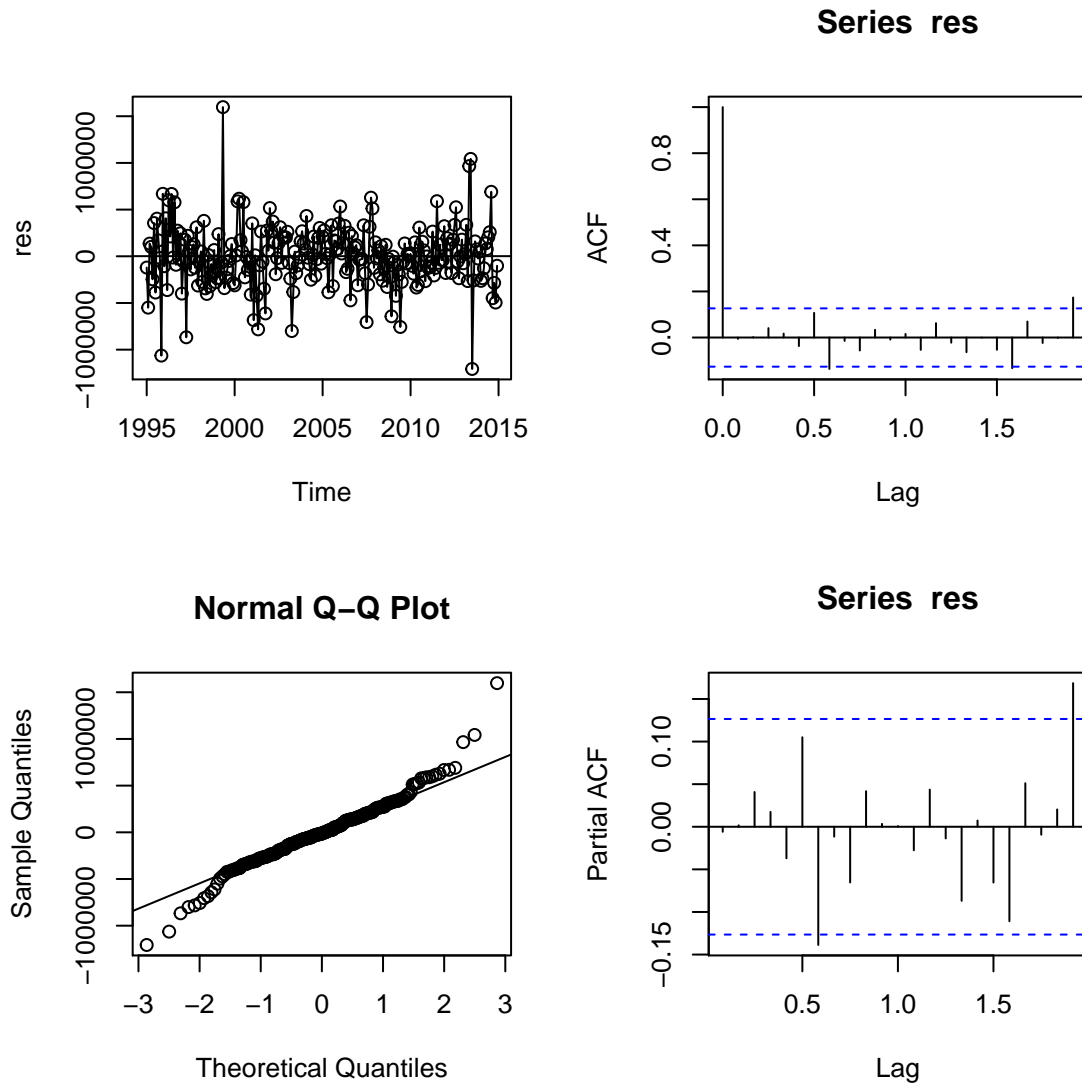 res
1000000
0
−1000000
1995 2000 2005 2010 2015
Time
Series res
ACF
0.8
0.4
0.0
0.0 0.5 1.0 1.5
Lag
Normal Q−Q Plot
Sample Quantiles
1000000
0
−1000000
−3 −2 −1 0 1 2 3
Theoretical Quantiles
Series res
Partial ACF
0.10
0.00
−0.15
0.5 1.0 1.5
Lag